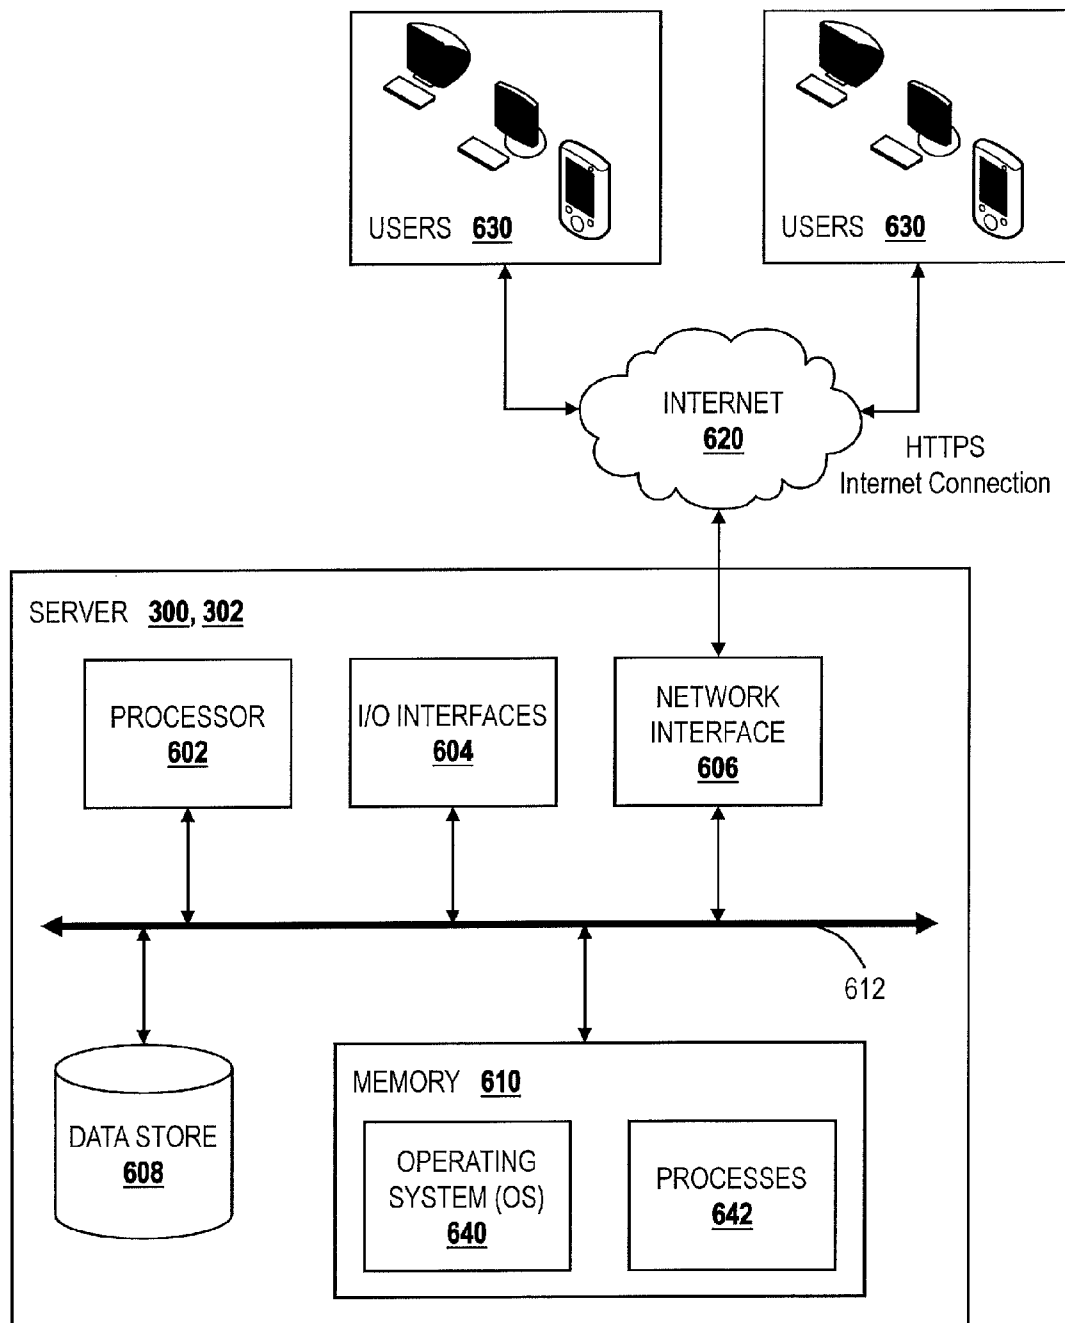 USERS 630
USERS 630
INTERNET
620
HTTPS
Internet Connection
SERVER 300, 302
PROCESSOR
602
I/O INTERFACES
604
NETWORK
INTERFACE
606
612
DATA STORE
608
MEMORY 610
OPERATING
SYSTEM (OS)
640
PROCESSES
642